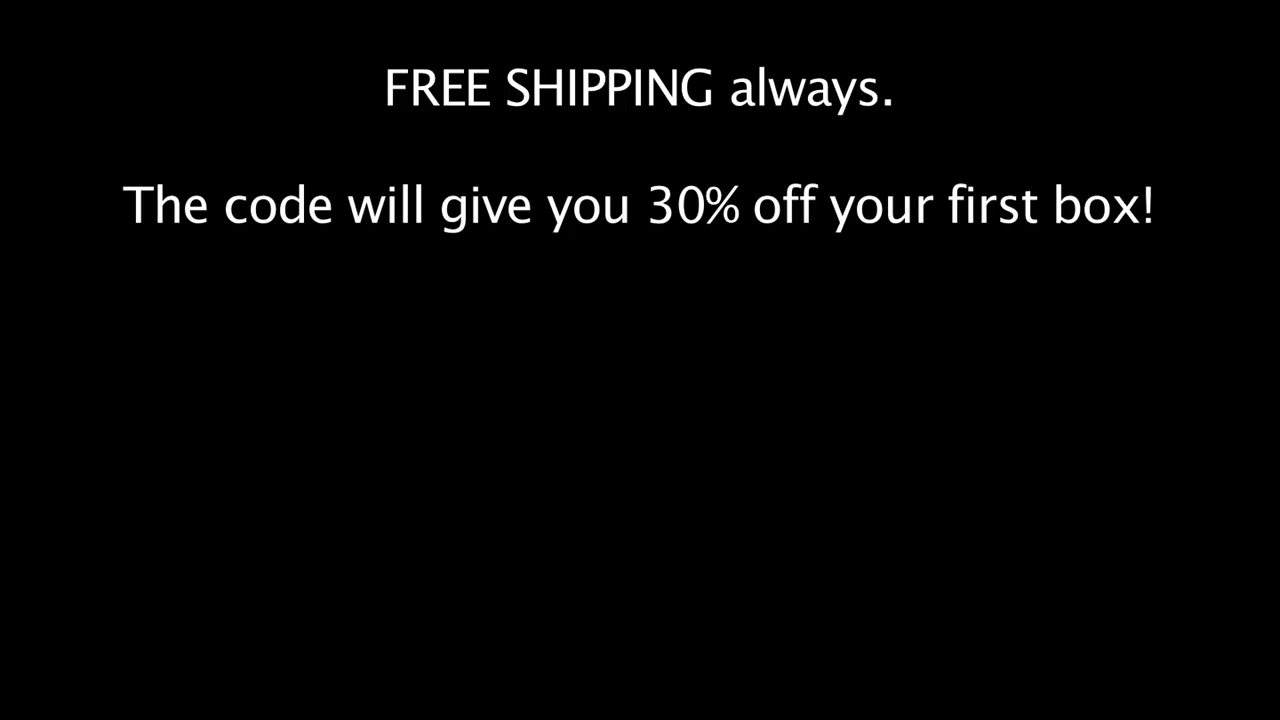 FREE SHIPPING always.
The code will give you 30% off your first box!